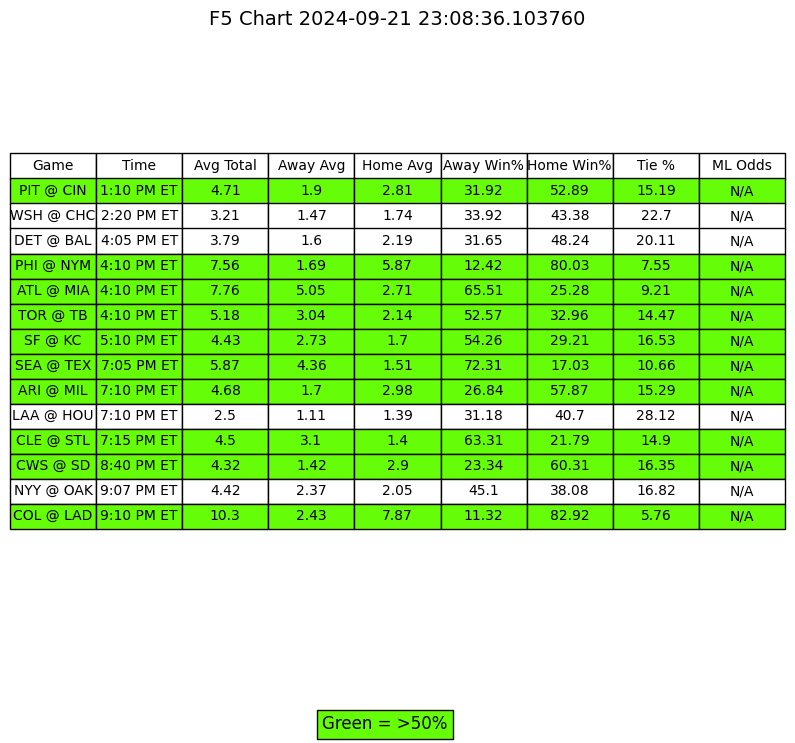 F5 Chart 2024-09-21 23:08:36.103760
Game Time Avg Total Away Avg Home Avg Away Win% Home Win% Tie % ML Odds
PIT @ CIN 1:10 PM ET 4.71 1.9 2.81 31.92 52.89 15.19 N/A
WSH @ CHC 2:20 PM ET 3.21 1.47 1.74 33.92 43.38 22.7 N/A
DET @ BAL 4:05 PM ET 3.79 1.6 2.19 31.65 48.24 20.11 N/A
PHI @ NYM 4:10 PM ET 7.56 1.69 5.87 12.42 80.03 7.55 N/A
ATL @ MIA 4:10 PM ET 7.76 5.05 2.71 65.51 25.28 9.21 N/A
TOR @ TB 4:10 PM ET 5.18 3.04 2.14 52.57 32.96 14.47 N/A
SF @ KC 5:10 PM ET 4.43 2.73 1.7 54.26 29.21 16.53 N/A
SEA @ TEX 7:05 PM ET 5.87 4.36 1.51 72.31 17.03 10.66 N/A
ARI @ MIL 7:10 PM ET 4.68 1.7 2.98 26.84 57.87 15.29 N/A
LAA @ HOU 7:10 PM ET 2.5 1.11 1.39 31.18 40.7 28.12 N/A
CLE @ STL 7:15 PM ET 4.5 3.1 1.4 63.31 21.79 14.9 N/A
CWS @ SD 8:40 PM ET 4.32 1.42 2.9 23.34 60.31 16.35 N/A
NYY @ OAK 9:07 PM ET 4.42 2.37 2.05 45.1 38.08 16.82 N/A
COL @ LAD 9:10 PM ET 10.3 2.43 7.87 11.32 82.92 5.76 N/A
Green = >50%